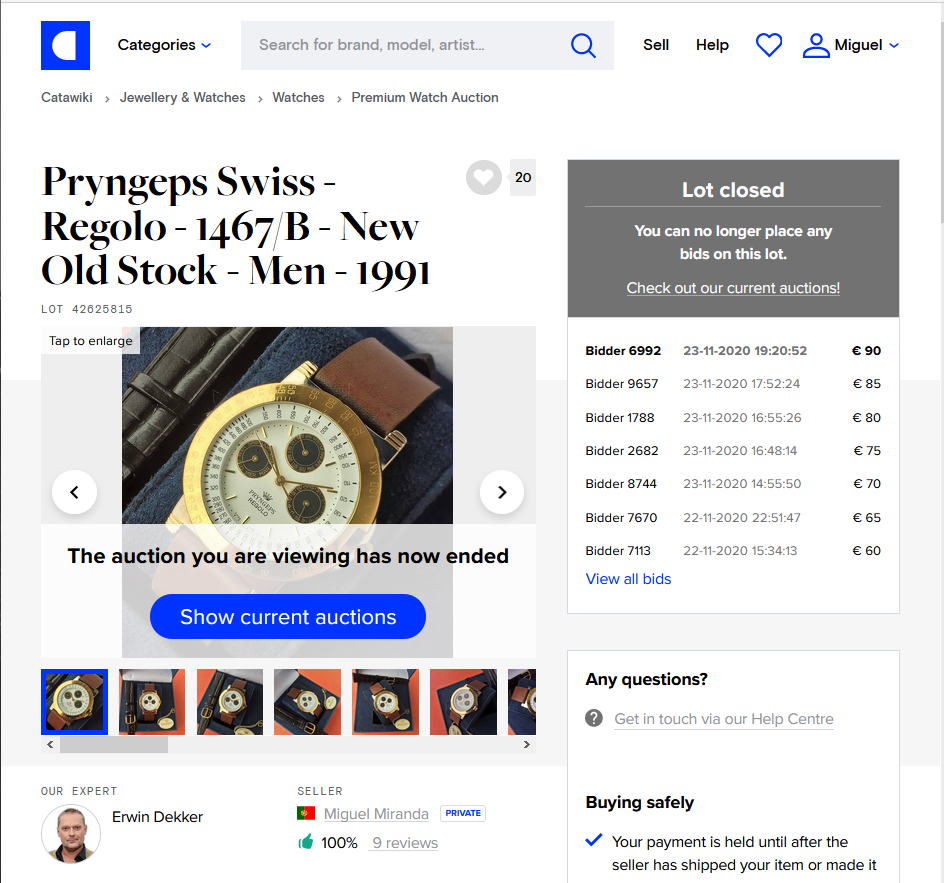 Categories
Search for brand, model, artist...
Sell
Help
Miguel
Catawiki › Jewellery & Watches › Watches › Premium Watch Auction
Pryngeps Swiss -
Regolo - 1467/B - New
Old Stock - Men - 1991
20
LOT 42625815
Tap to enlarge
PRYNGEPS
REGOLO
The auction you are viewing has now ended
Show current auctions
OUR EXPERT
Erwin Dekker
SELLER
Miguel Miranda PRIVATE
100% 9 reviews
Lot closed
You can no longer place any
bids on this lot.
Check out our current auctions!
Bidder 6992 23-11-2020 19:20:52 € 90
Bidder 9657 23-11-2020 17:52:24 € 85
Bidder 1788 23-11-2020 16:55:26 € 80
Bidder 2682 23-11-2020 16:48:14 € 75
Bidder 8744 23-11-2020 14:55:50 € 70
Bidder 7670 22-11-2020 22:51:47 € 65
Bidder 7113 22-11-2020 15:34:13 € 60
View all bids
Any questions?
? Get in touch via our Help Centre
Buying safely
Your payment is held until after the
seller has shipped your item or made it